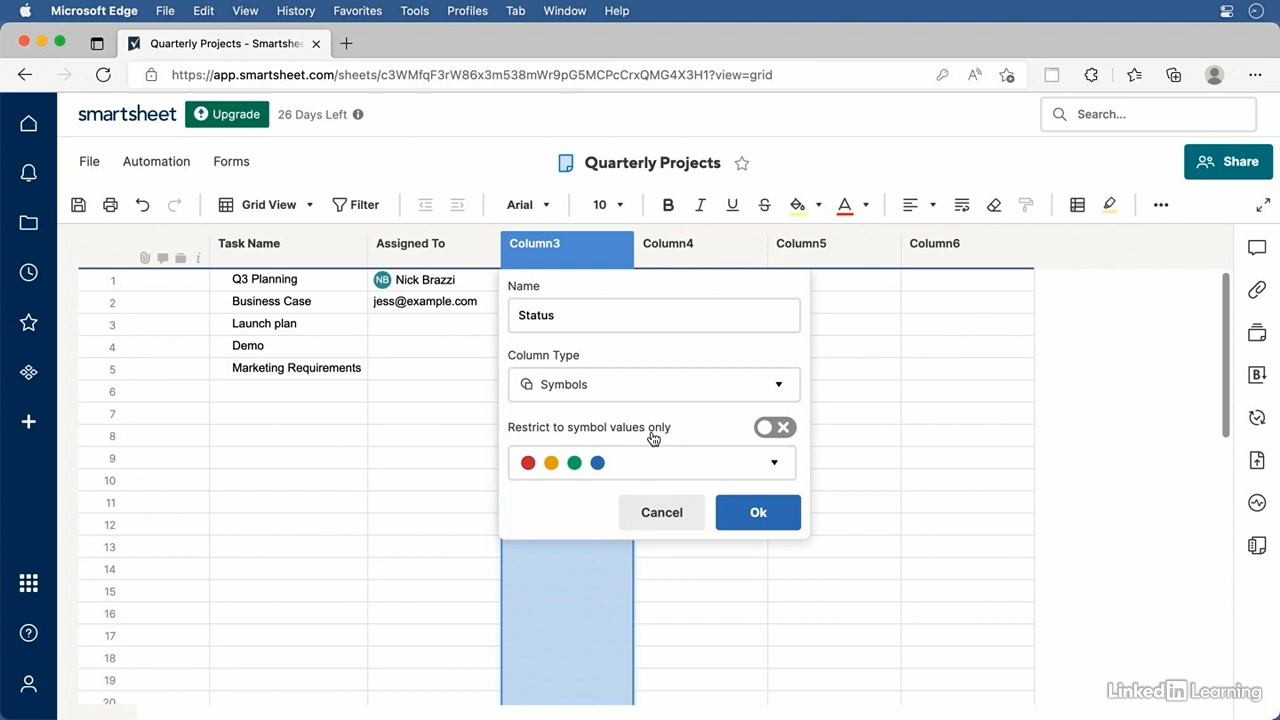 Microsoft Edge File Edit View History Favorites Tools Profiles Tab Window Help
Quarterly Projects - Smartshe
https://app.smartsheet.com/sheets/c3WMfqF3rW86x3m538mWr9pG5MCPcCrxQMG4X3H1?view=grid
smartsheet Upgrade 26 Days Left Search...
File Automation Forms Quarterly Projects Share
Grid View Filter Arial 10 B I U S A
Task Name Assigned To Column3 Column4 Column5 Column6
1 Q3 Planning NB Nick Brazzi
2 Business Case jess@example.com
3 Launch plan
4 Demo
5 Marketing Requirements
6
7
8
9
10
11
12
13
14
15
16
17
18
19
20
Name
Status
Column Type
Symbols
Restrict to symbol values only
Cancel Ok
LinkedIn Learning